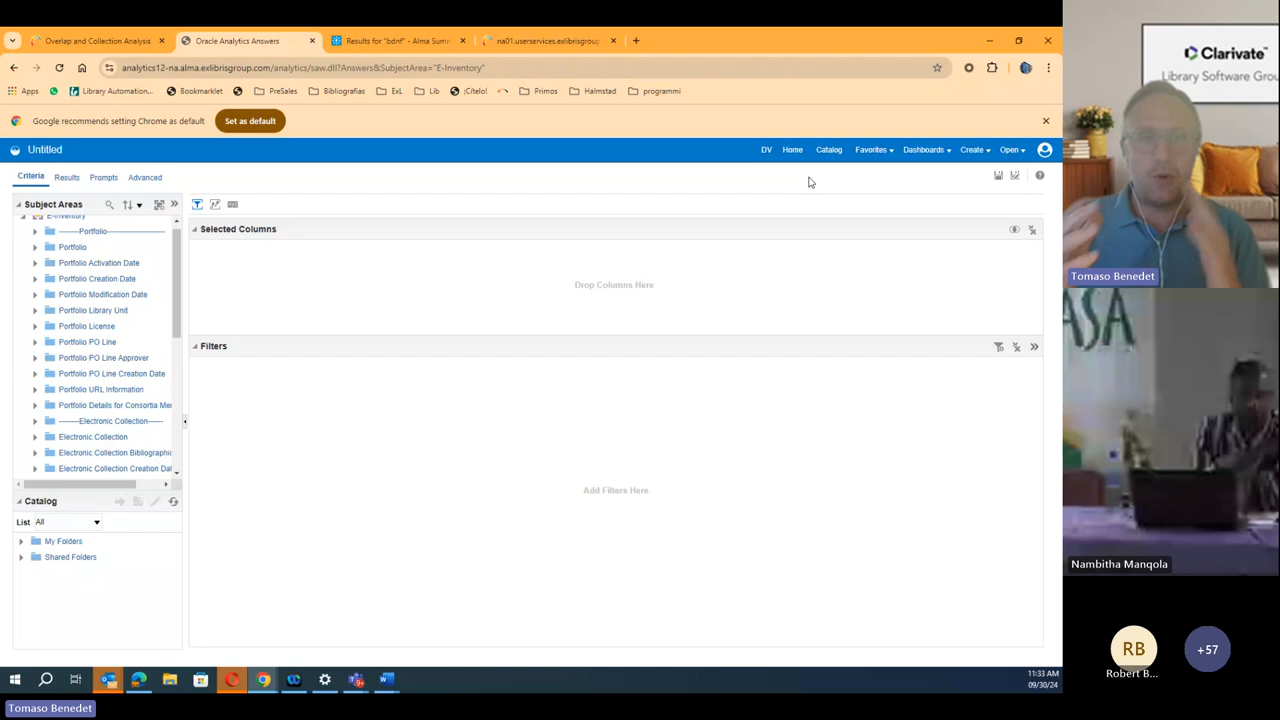 Overlap and Collection Analysis
Oracle Analytics Answers
Results for "bdnf" - Alma Sum
na01.userservices.exlibrisgroup
analytics12-na.alma.exlibrisgroup.com/analytics/saw.dll?Answers&SubjectArea="E-Inventory"
Apps
Library Automation...
Bookmarklet
PreSales
Bibliografias
ExL
Lib
¡Cítelo!
Primos
Halmstad
programmi
Google recommends setting Chrome as default
Set as default
Untitled
DV
Home
Catalog
Favorites
Dashboards
Create
Open
Criteria
Results
Prompts
Advanced
Subject Areas
E-Inventory
--------Portfolio--------
Portfolio
Portfolio Activation Date
Portfolio Creation Date
Portfolio Modification Date
Portfolio Library Unit
Portfolio License
Portfolio PO Line
Portfolio PO Line Approver
Portfolio PO Line Creation Date
Portfolio URL Information
Portfolio Details for Consortia Me
--------Electronic Collection------
Electronic Collection
Electronic Collection Bibliographic
Electronic Collection Creation Dat
Catalog
List All
My Folders
Shared Folders
Selected Columns
Drop Columns Here
Filters
Add Filters Here
11:33 AM
09/30/24
Tomaso Benedet
Clarivate™
Library Software Grou
Tomaso Benedet
ASA
Nambitha Manqola
RB
Robert B...
+57